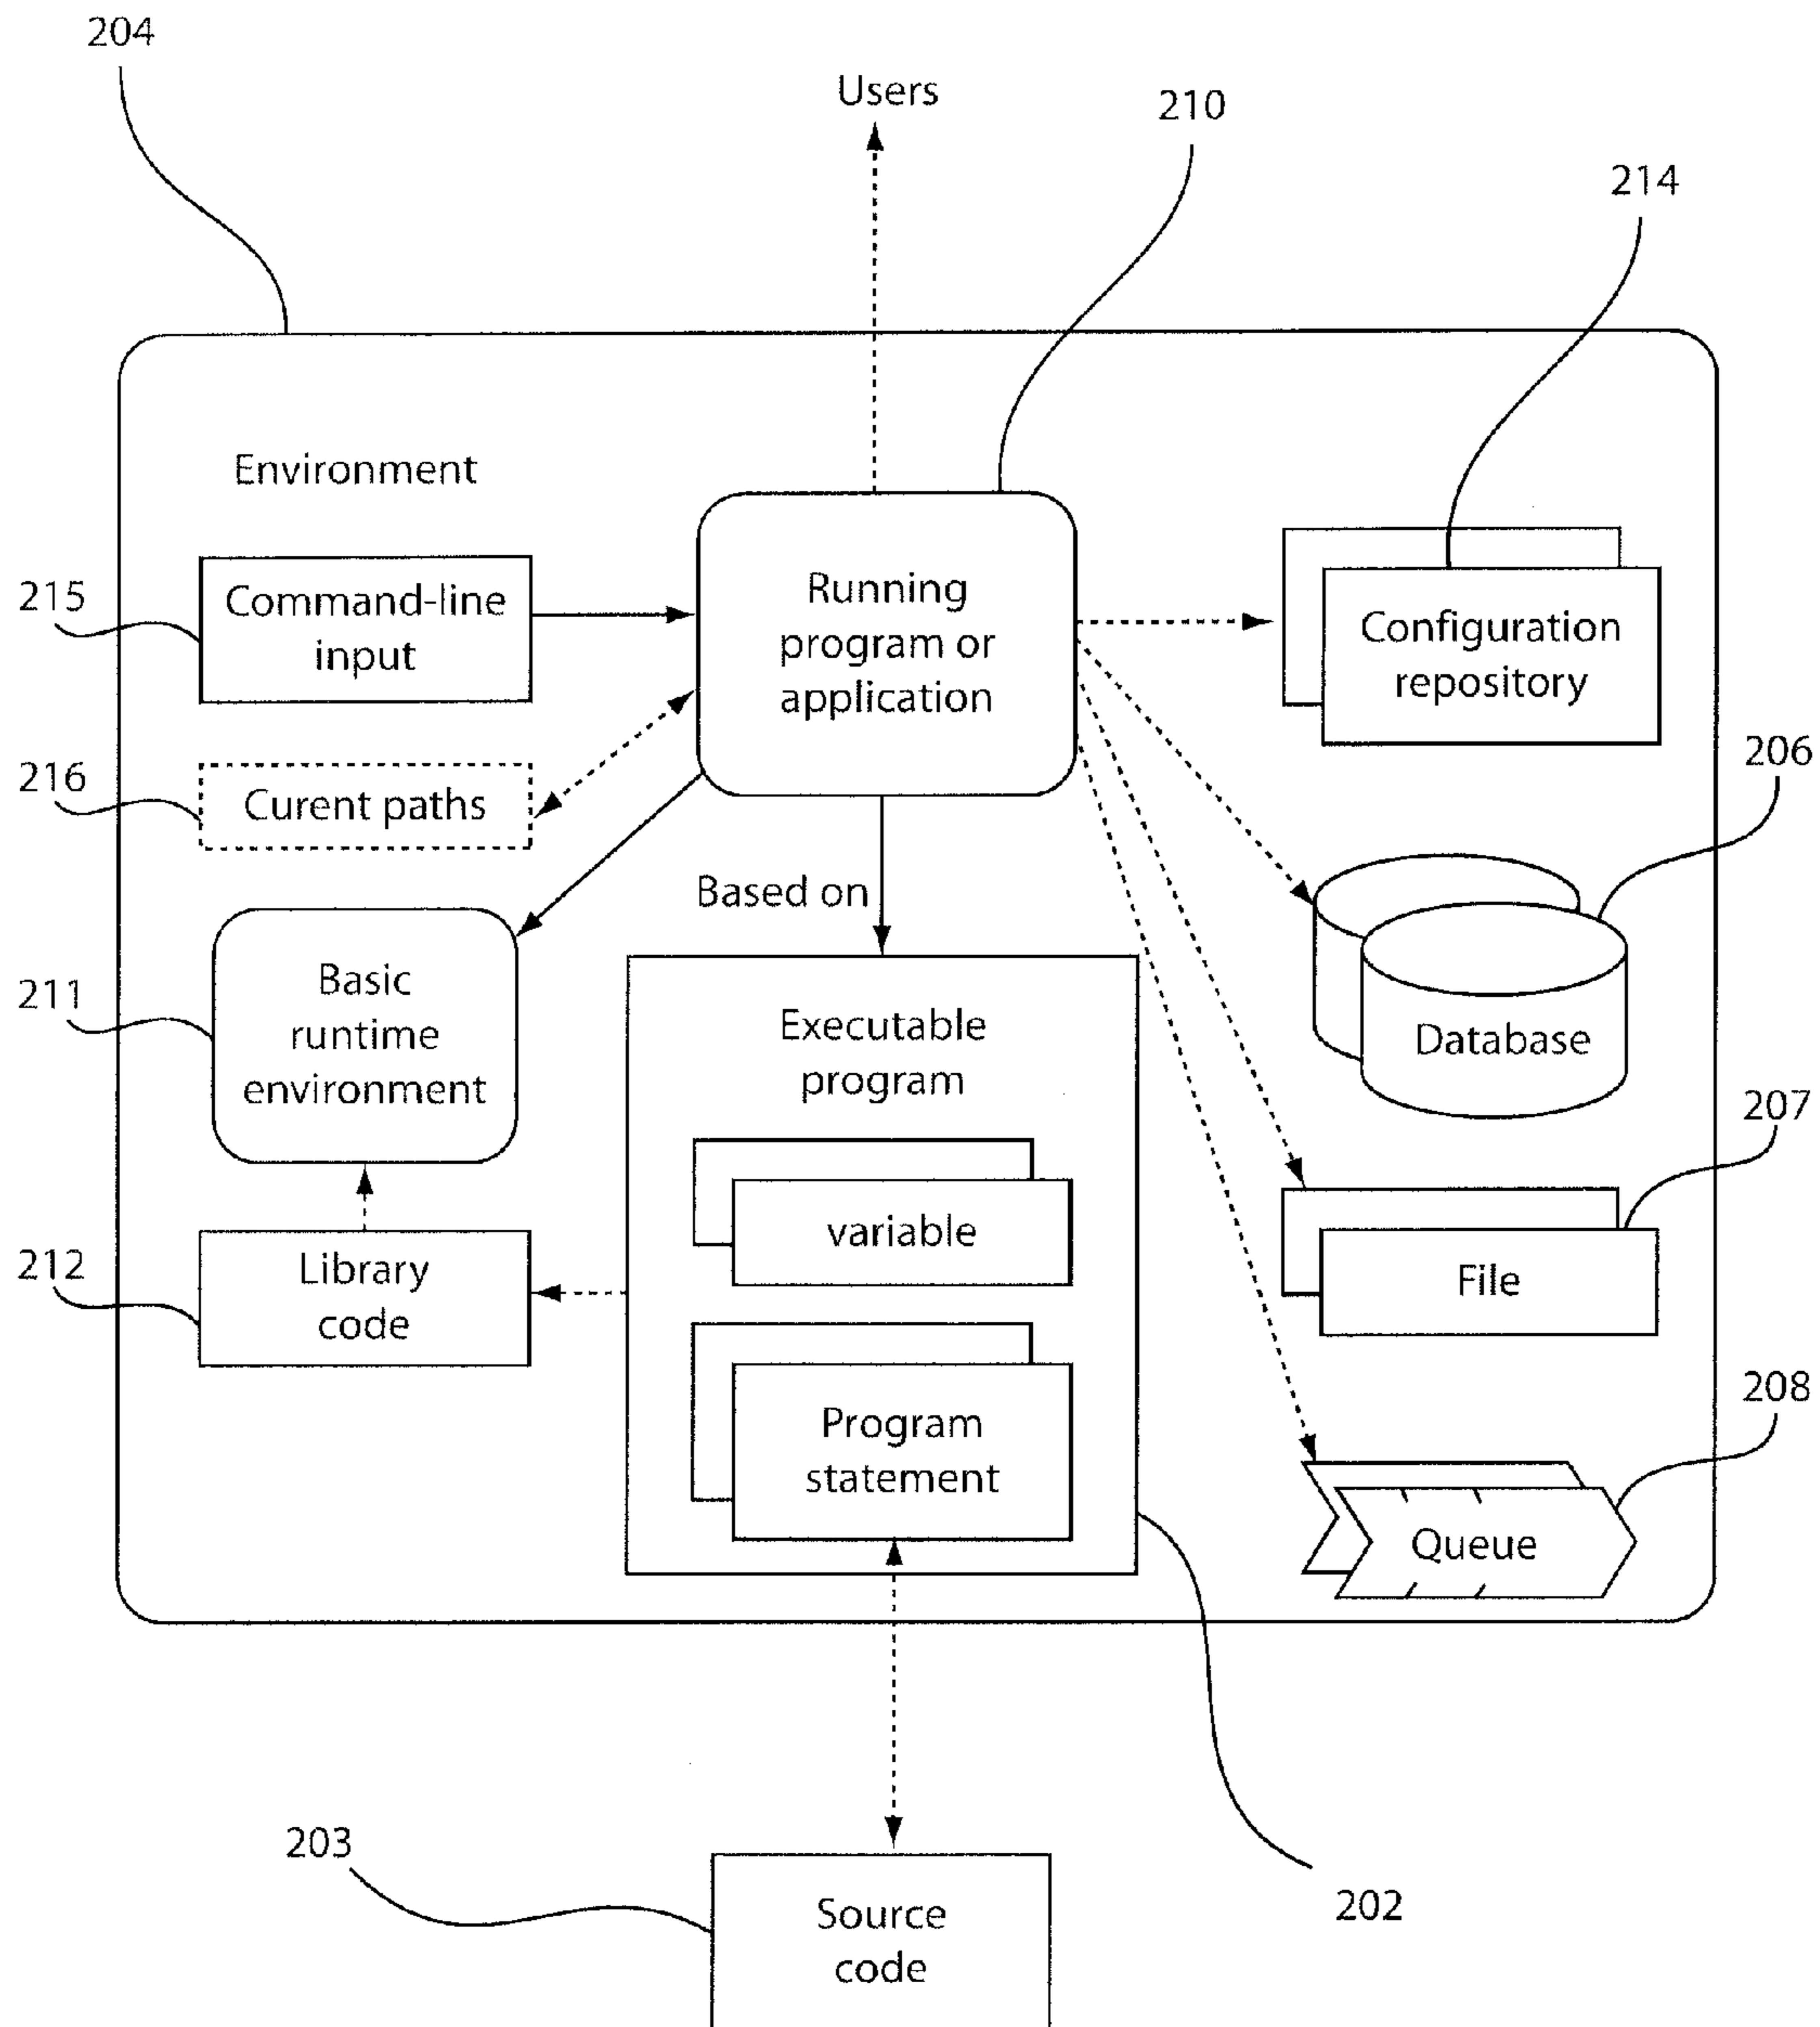 204
Users
210
214
Environment
215
Command-line
input
Running
program or
application
Configuration
repository
216
Curent paths
206
Based on
211
Basic
runtime
environment
Executable
program
Database
207
variable
212
Library
code
File
208
Program
statement
Queue
203
Source
code
202